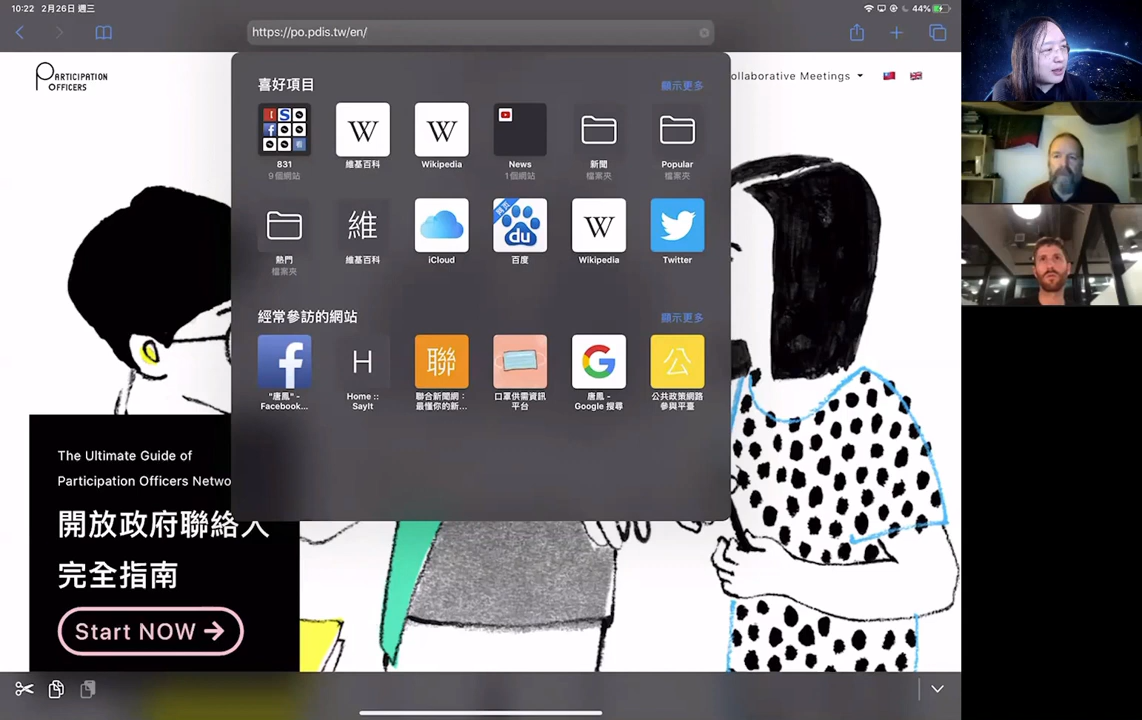 10:22 2月26日 週三
44%
https://po.pdis.tw/en/
PARTICIPATION
OFFICERS
ollaborative Meetings
喜好項目
顯示更多
831
9個網站
W
維基百科
W
Wikipedia
News
1個網站
新聞
檔案夾
Popular
檔案夾
熱門
檔案夾
維
維基百科
iCloud
du
百度
W
Wikipedia
Twitter
經常參訪的網站
顯示更多
"唐鳳" -
Facebook...
H
Home ::
SayIt
聯
聯合新聞網：
最懂你的新...
口罩供需資訊
平台
G
唐鳳 -
Google 搜尋
公
公共政策網路
參與平臺
The Ultimate Guide of
Participation Officers Netwo
開放政府聯絡人
完全指南
Start NOW →